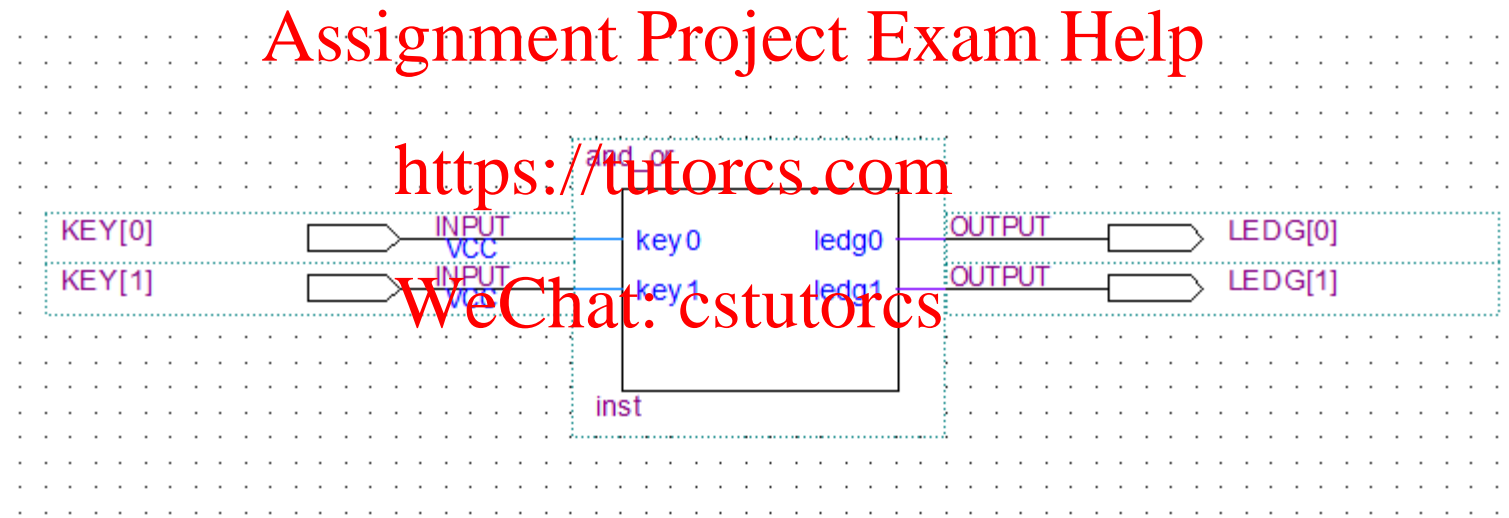 Assignment Project Exam Help
and_or
https://tutorcs.com
KEY[0] INPUT VCC key0 ledg0 OUTPUT LEDG[0]
KEY[1] INPUT VCC key1 ledg1 OUTPUT LEDG[1]
WeChat: cstutorcs
inst